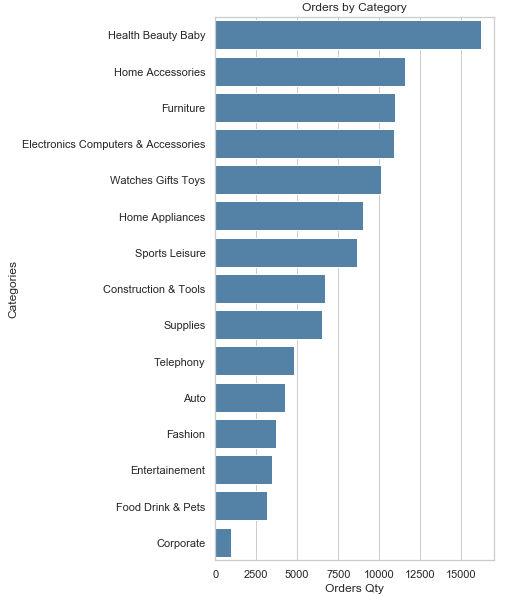 Orders by Category
Categories
Health Beauty Baby
Home Accessories
Furniture
Electronics Computers & Accessories
Watches Gifts Toys
Home Appliances
Sports Leisure
Construction & Tools
Supplies
Telephony
Auto
Fashion
Entertainement
Food Drink & Pets
Corporate
0 2500 5000 7500 10000 12500 15000
Orders Qty